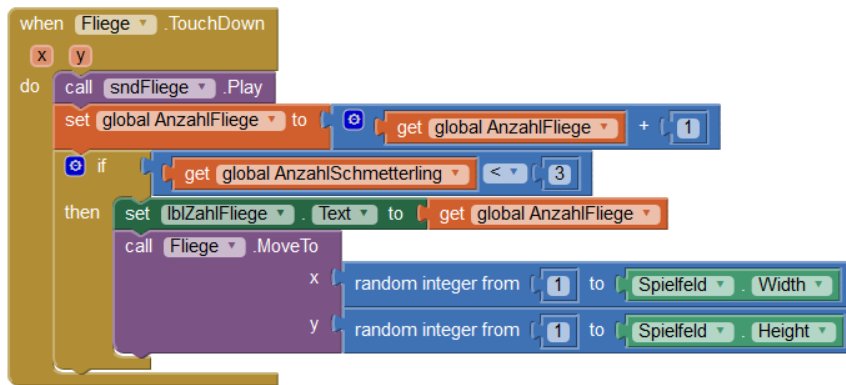 when Fliege .TouchDown
x y
do call sndFliege .Play
set global AnzahlFliege to get global AnzahlFliege + 1
if get global AnzahlSchmetterling < 3
then set lblZahlFliege . Text to get global AnzahlFliege
call Fliege .MoveTo
x random integer from 1 to Spielfeld . Width
y random integer from 1 to Spielfeld . Height